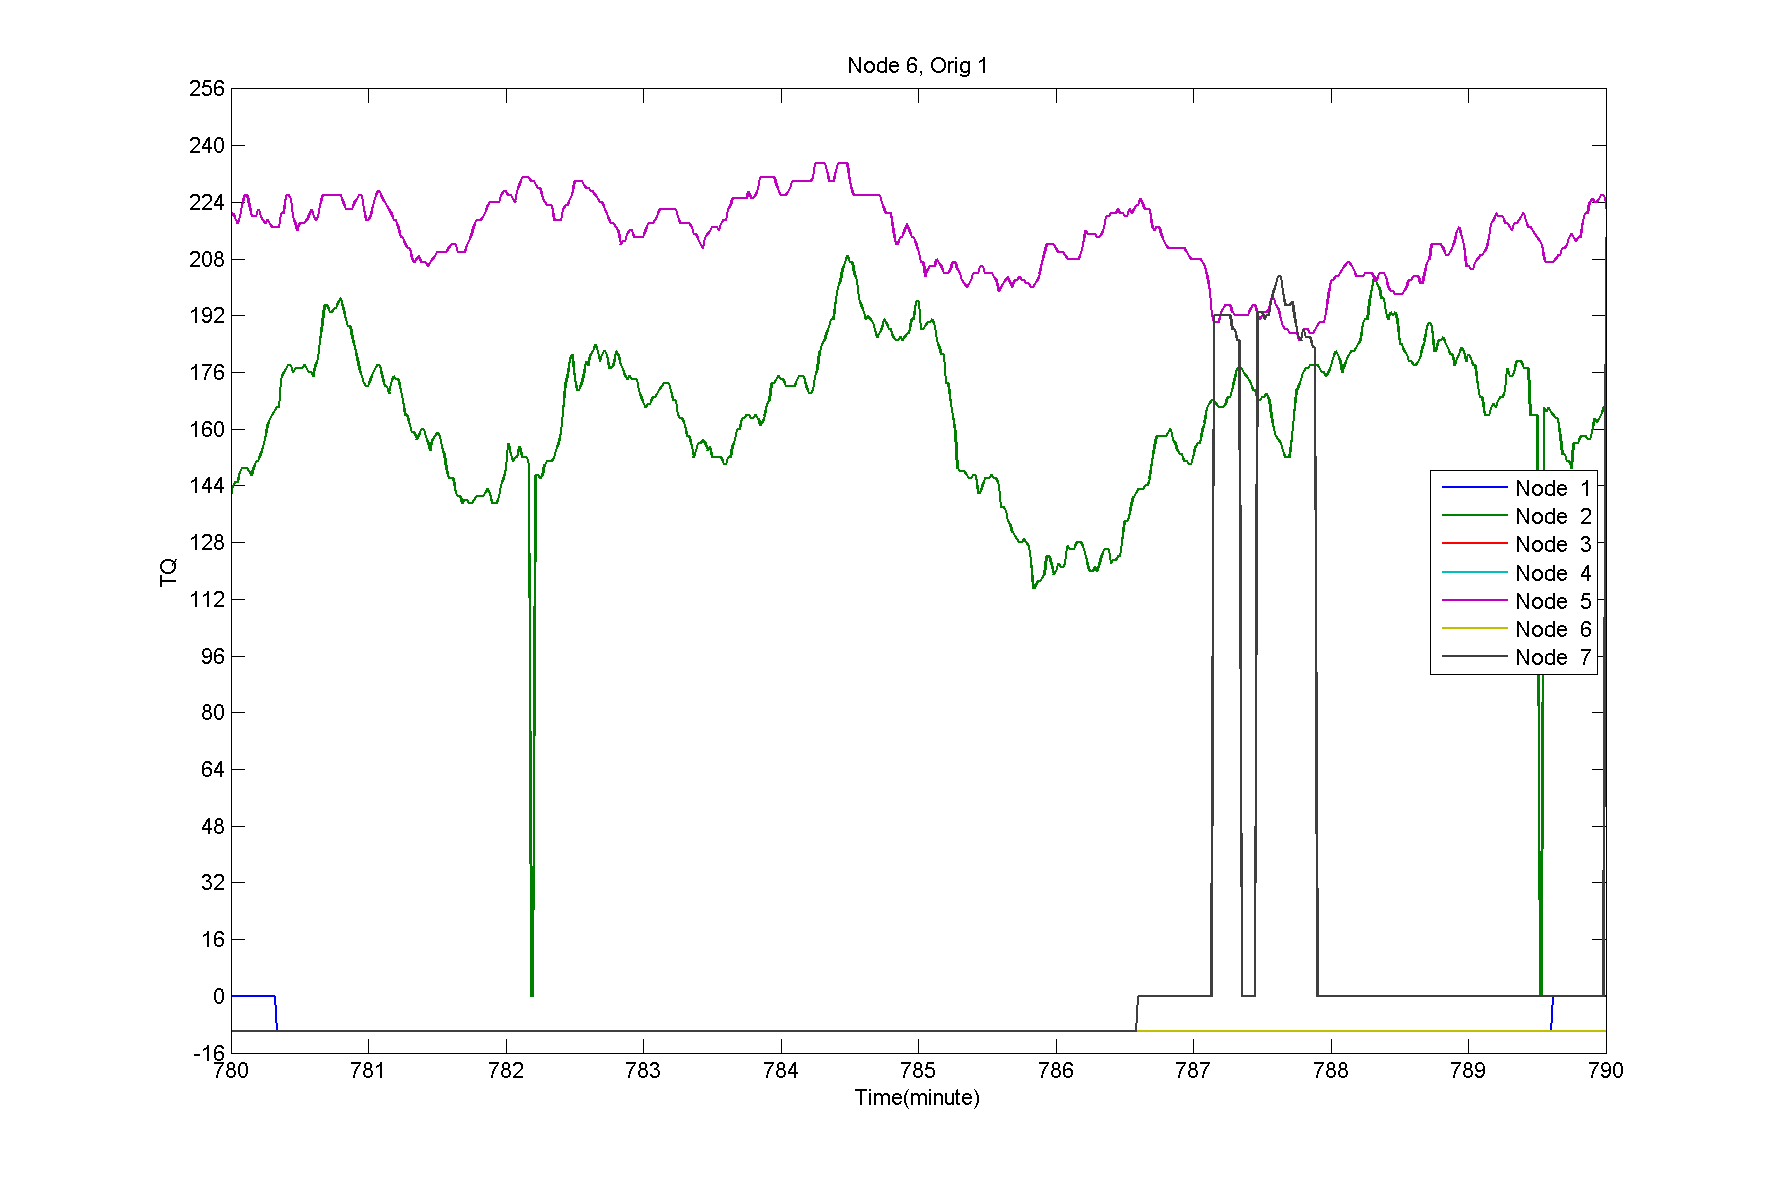 Node 6, Orig 1
256
240
224
208
192
176
160
144
128
112
96
80
64
48
32
16
0
-16
TQ
Node 1
Node 2
Node 3
Node 4
Node 5
Node 6
Node 7
780 781 782 783 784 785 786 787 788 789 790
Time(minute)